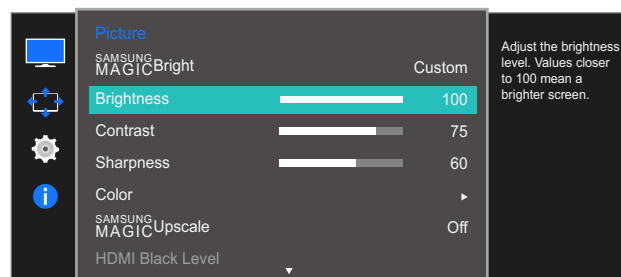 Picture
SAMSUNG
MAGICBright Custom
Brightness 100
Contrast 75
Sharpness 60
Color
SAMSUNG
MAGICUpscale Off
HDMI Black Level
Adjust the brightness
level. Values closer
to 100 mean a
brighter screen.